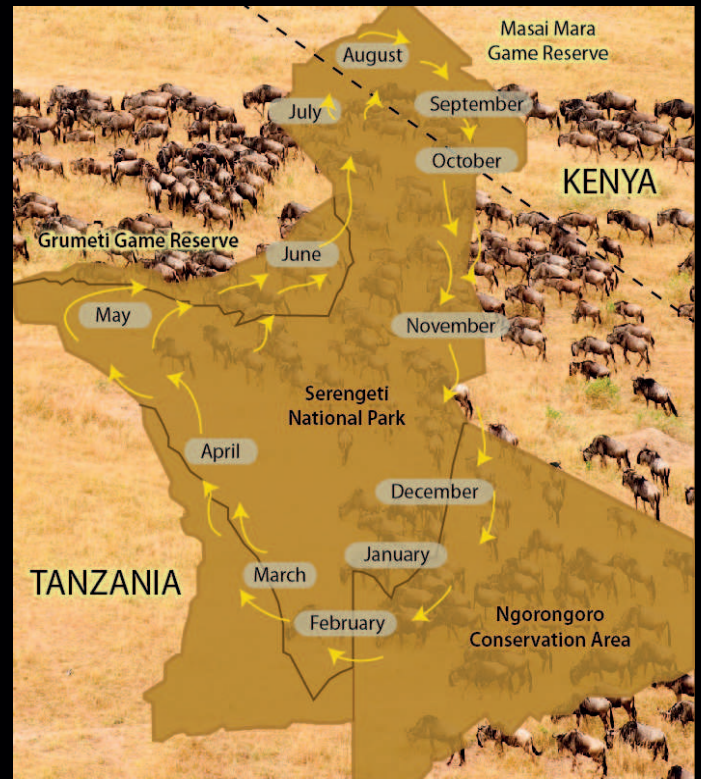 Masai Mara
Game Reserve
August
July
September
October
KENYA
Grumeti Game Reserve
June
May
November
Serengeti
National Park
April
December
January
TANZANIA
March
February
Ngorongoro
Conservation Area